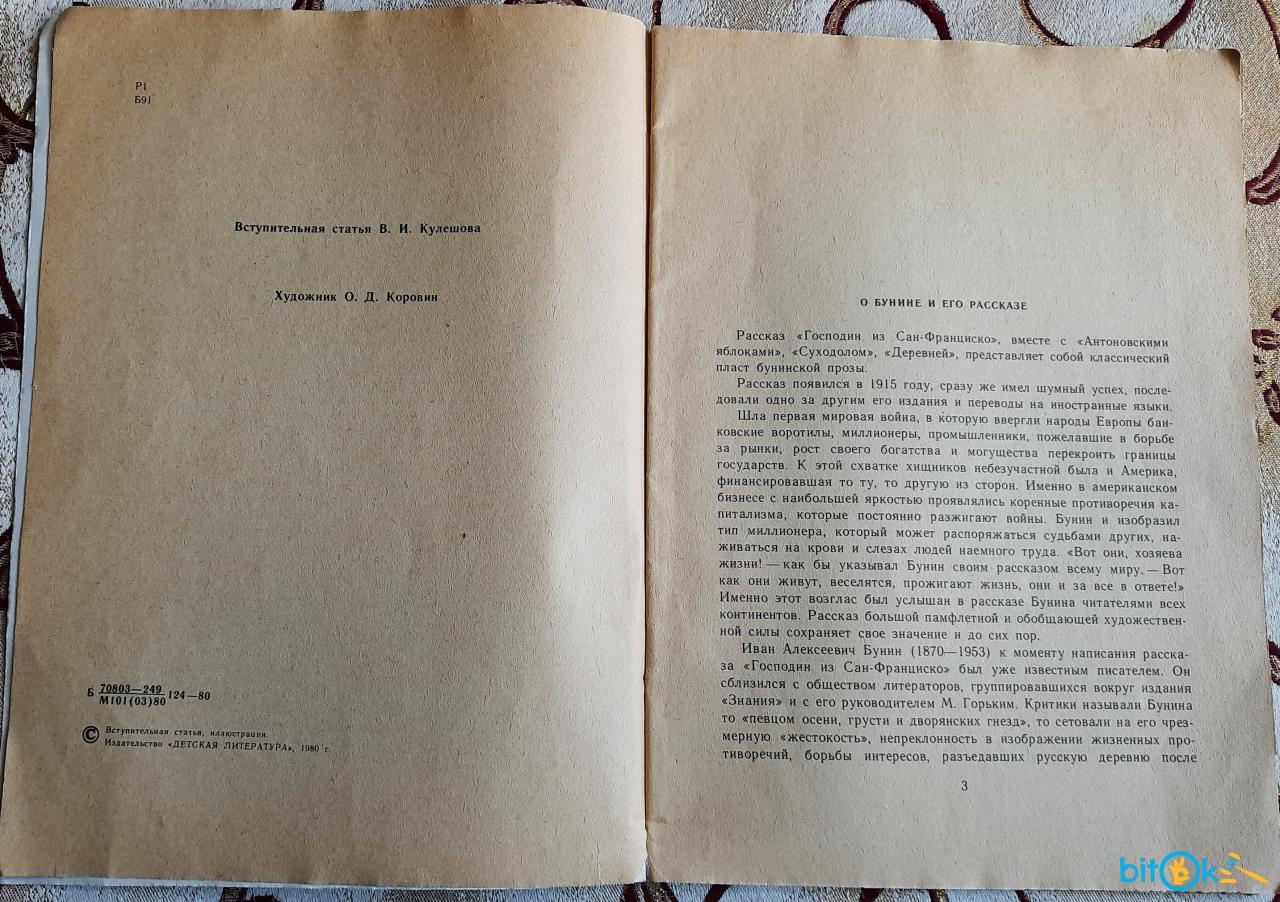 Р1
Б91
Вступительная статья В. И. Кулешова
Художник О. Д. Коровин
Б 70803—249 124—80
М101(03)80
© Вступительная статья, иллюстрации.
Издательство «ДЕТСКАЯ ЛИТЕРАТУРА», 1980 г.
О БУНИНЕ И ЕГО РАССКАЗЕ
Рассказ «Господин из Сан-Франциско», вместе с «Антоновскими
яблоками», «Суходолом», «Деревней», представляет собой классический
пласт бунинской прозы.
Рассказ появился в 1915 году, сразу же имел шумный успех, после-
довали одно за другим его издания и переводы на иностранные языки.
Шла первая мировая война, в которую ввергли народы Европы бан-
ковские воротилы, миллионеры, промышленники, пожелавшие в борьбе
за рынки, рост своего богатства и могущества перекроить границы
государств. К этой схватке хищников небезучастной была и Америка,
финансировавшая то ту, то другую из сторон. Именно в американском
бизнесе с наибольшей яркостью проявлялись коренные противоречия ка-
питализма, которые постоянно разжигают войны. Бунин и изобразил
тип миллионера, который может распоряжаться судьбами других, на-
живаться на крови и слезах людей наемного труда. «Вот они, хозяева
жизни! — как бы указывал Бунин своим рассказом всему миру. — Вот
как они живут, веселятся, прожигают жизнь, они и за все в ответе!»
Именно этот возглас был услышан в рассказе Бунина читателями всех
континентов. Рассказ большой памфлетной и обобщающей художествен-
ной силы сохраняет свое значение и до сих пор.
Иван Алексеевич Бунин (1870—1953) к моменту написания расска-
за «Господин из Сан-Франциско» был уже известным писателем. Он
сблизился с обществом литераторов, группировавшихся вокруг издания
«Знания» и с его руководителем М. Горьким. Критики называли Бунина
то «певцом осени, грусти и дворянских гнезд», то сетовали на его чрез-
мерную «жестокость», непреклонность в изображении жизненных про-
тиворечий, борьбы интересов, разъедавших русскую деревню после
3
bitOk